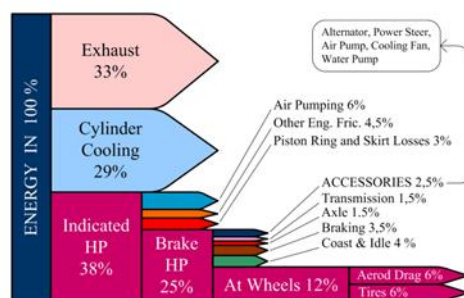 ENERGY IN 100 %
Exhaust
33%
Cylinder
Cooling
29%
Indicated
HP
38%
Brake
HP
25%
At Wheels 12%
Aerod Drag 6%
Tires 6%
Alternator, Power Steer,
Air Pump, Cooling Fan,
Water Pump
Air Pumping 6%
Other Eng. Fric. 4,5%
Piston Ring and Skirt Losses 3%
ACCESSORIES 2,5%
Transmission 1,5%
Axle 1.5%
Braking 3,5%
Coast & Idle 4 %